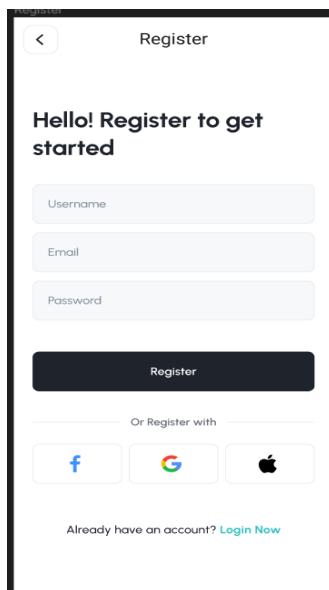 Register
Register
Hello! Register to get
started
Username
Email
Password
Register
Or Register with
Already have an account? Login Now